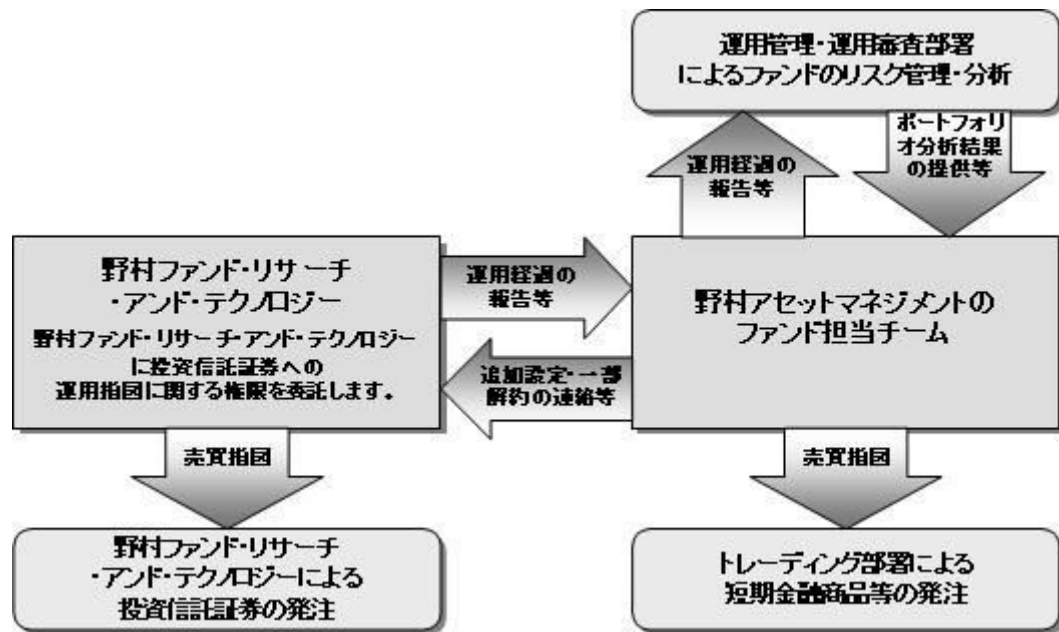 運用管理・運用審査部署
によるファンドのリスク管理・分析
運用経過の
報告等
ポートフォリ
オ分析結果
の提供等
野村ファンド・リサーチ
・アンド・テクノロジー
野村ファンド・リサーチ・アンド・テクノロジー
に投資信託証券への
運用指図に関する権限を委託します。
運用経過の
報告等
追加設定・一部
解約の連絡等
野村アセットマネジメントの
ファンド担当チーム
売買指図
売買指図
野村ファンド・リサーチ
・アンド・テクノロジーによる
投資信託証券の発注
トレーディング部署による
短期金融商品等の発注